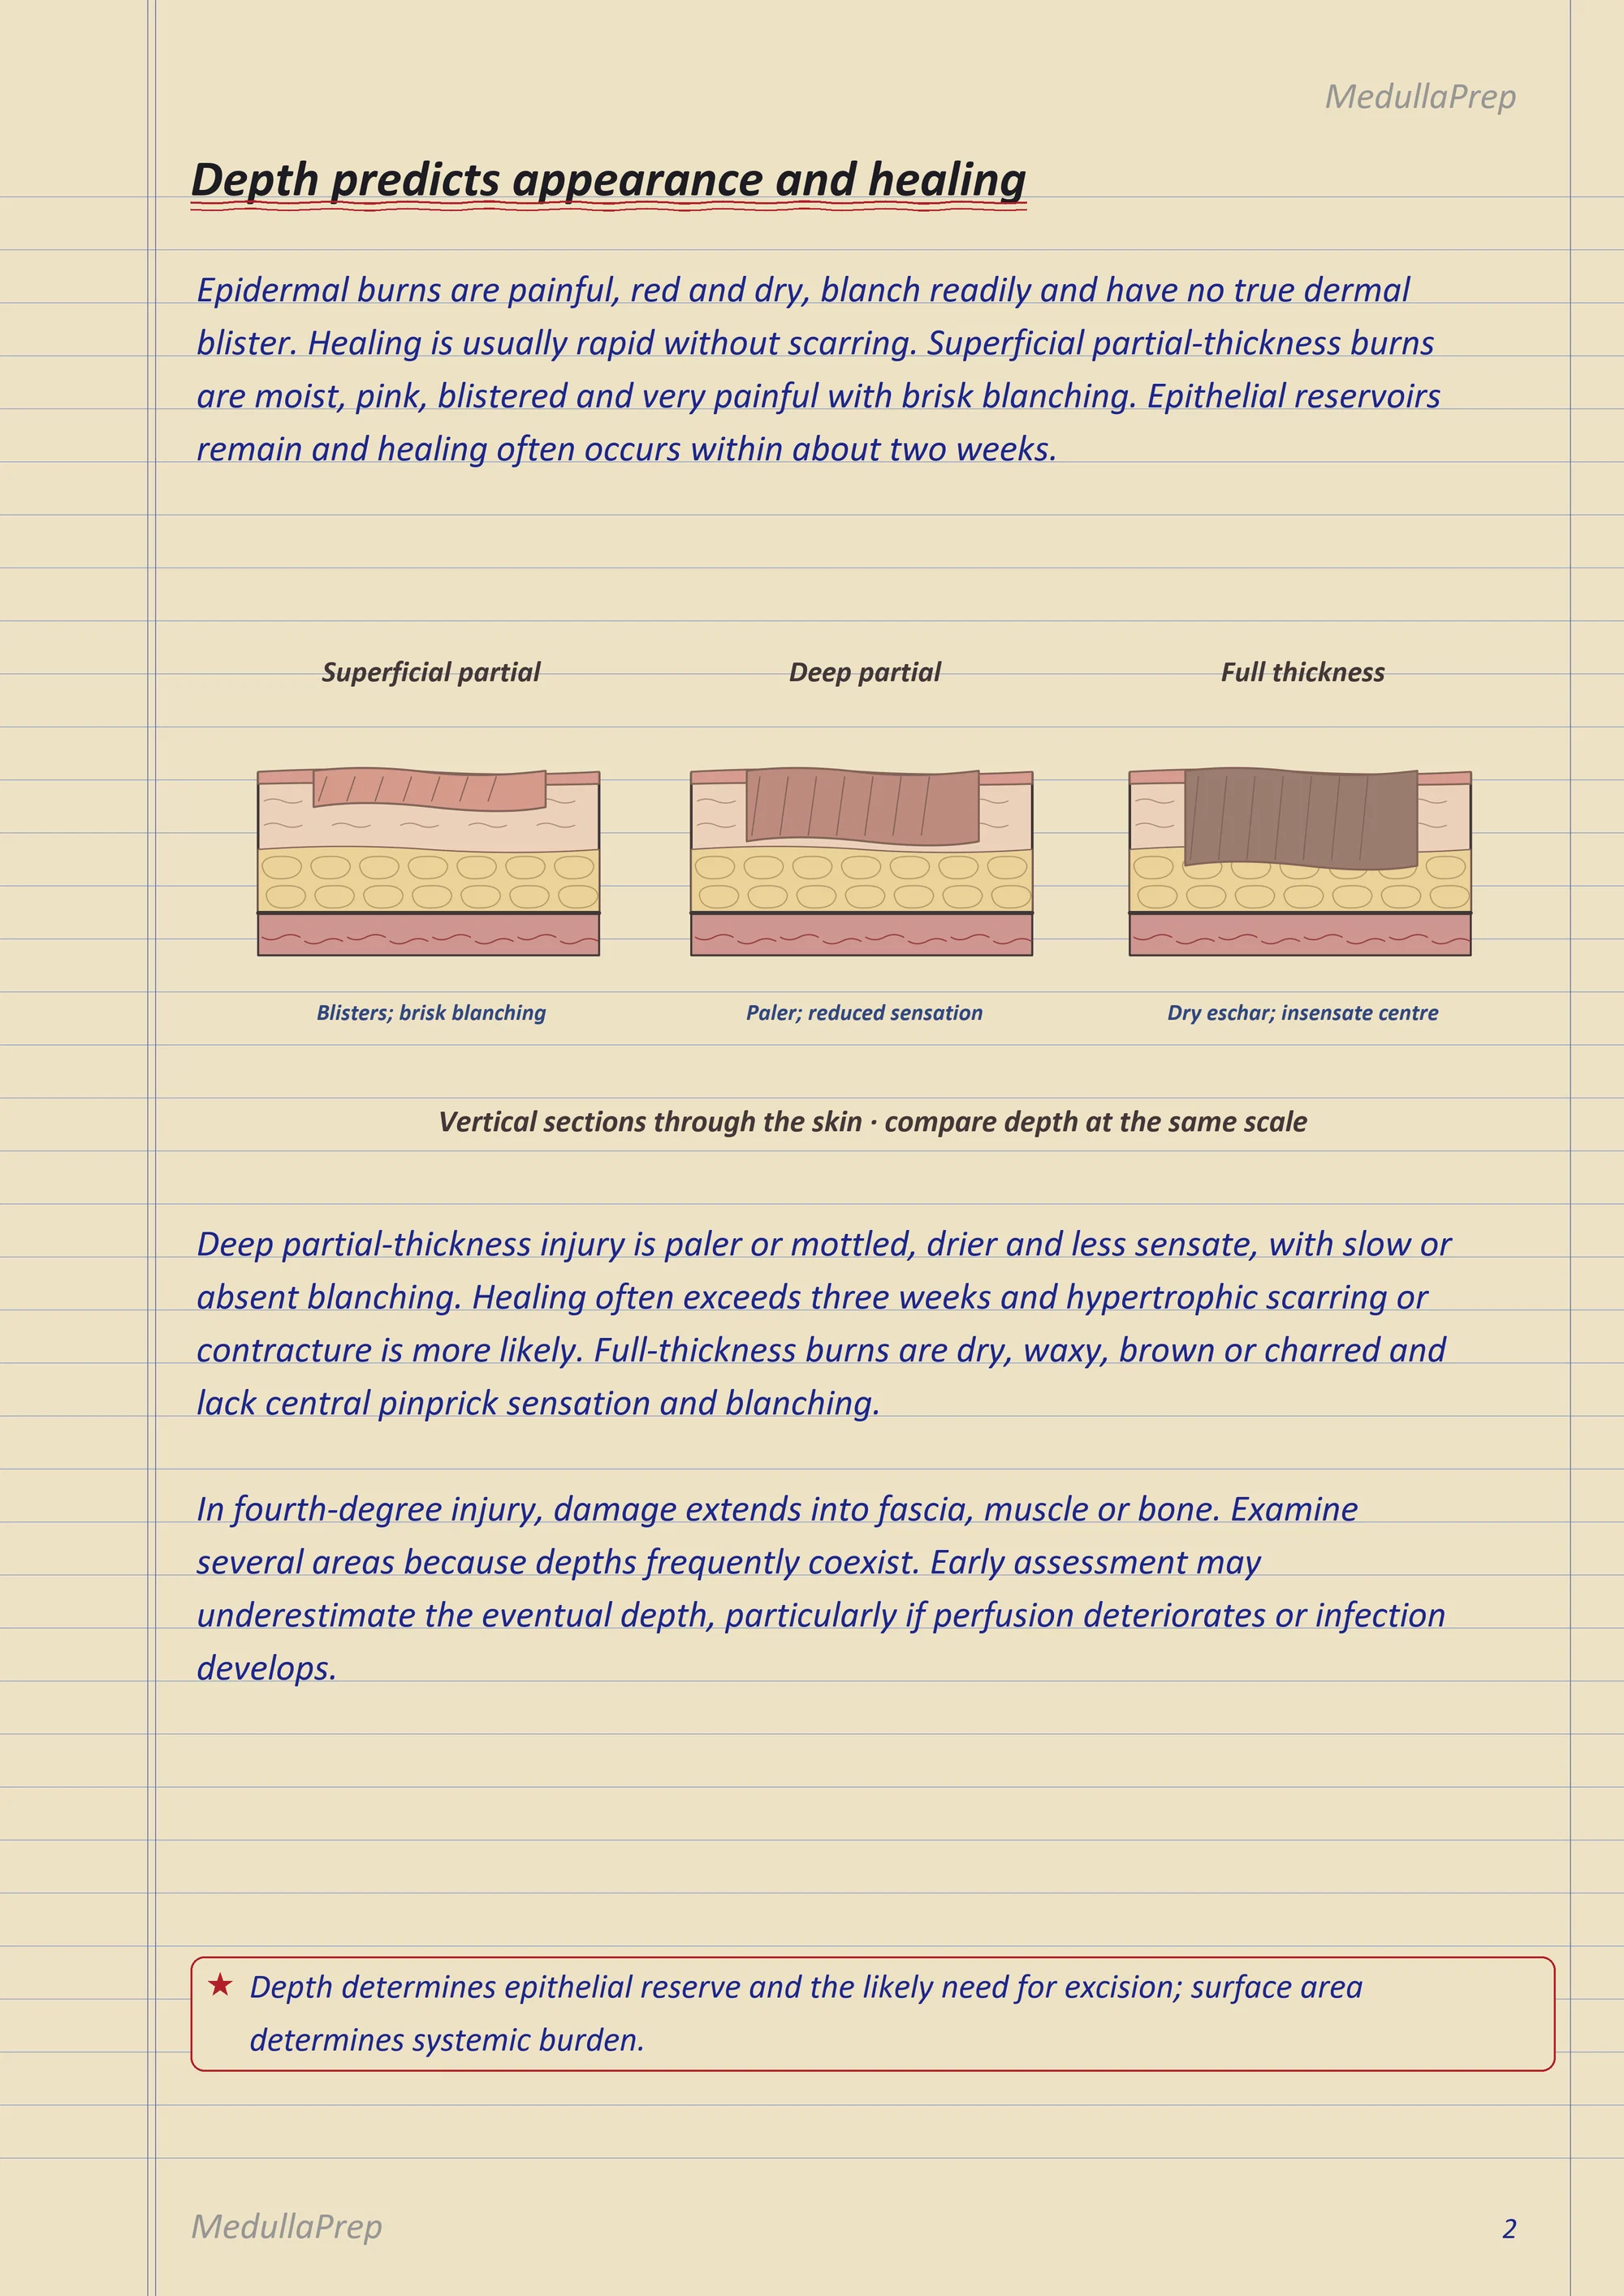 MedullaPrep
Depth predicts appearance and healing
Epidermal burns are painful, red and dry, blanch readily and have no true dermal
blister. Healing is usually rapid without scarring. Superficial partial-thickness burns
are moist, pink, blistered and very painful with brisk blanching. Epithelial reservoirs
remain and healing often occurs within about two weeks.
Superficial partial
Deep partial
Full thickness
Blisters; brisk blanching
Paler; reduced sensation
Dry eschar; insensate centre
Vertical sections through the skin · compare depth at the same scale
Deep partial-thickness injury is paler or mottled, drier and less sensate, with slow or
absent blanching. Healing often exceeds three weeks and hypertrophic scarring or
contracture is more likely. Full-thickness burns are dry, waxy, brown or charred and
lack central pinprick sensation and blanching.
In fourth-degree injury, damage extends into fascia, muscle or bone. Examine
several areas because depths frequently coexist. Early assessment may
underestimate the eventual depth, particularly if perfusion deteriorates or infection
develops.
★ Depth determines epithelial reserve and the likely need for excision; surface area
determines systemic burden.
MedullaPrep
2